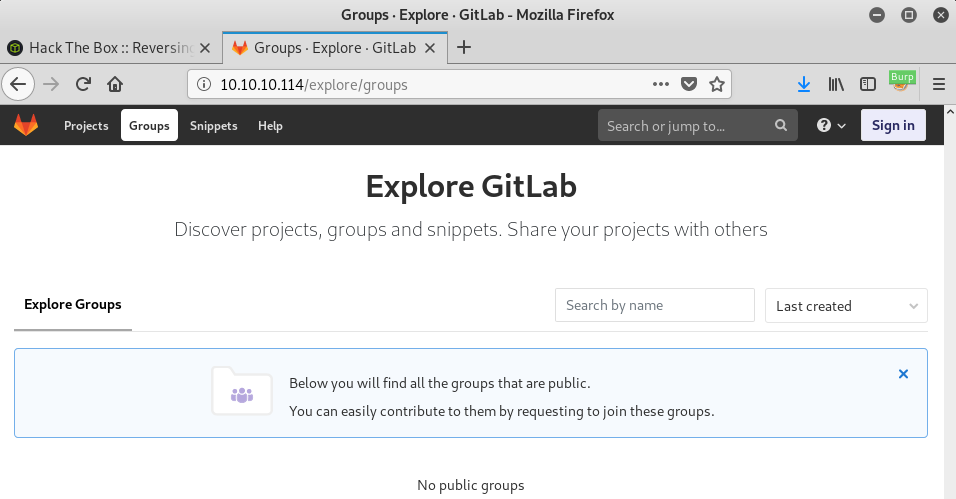 Groups · Explore · GitLab - Mozilla Firefox
Hack The Box :: Reversing
Groups · Explore · GitLab
10.10.10.114/explore/groups
Burp
Projects Groups Snippets Help Search or jump to... Sign in
Explore GitLab
Discover projects, groups and snippets. Share your projects with others
Explore Groups Search by name Last created
Below you will find all the groups that are public.
You can easily contribute to them by requesting to join these groups.
No public groups